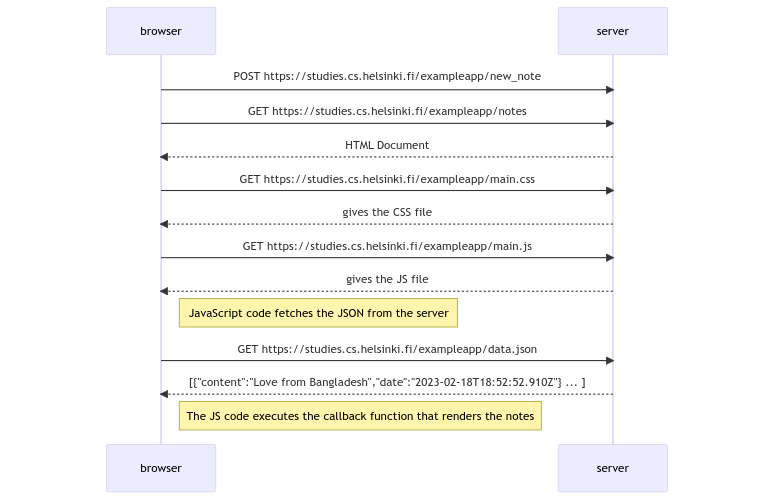 browser
server
POST https://studies.cs.helsinki.fi/exampleapp/new_note
GET https://studies.cs.helsinki.fi/exampleapp/notes
HTML Document
GET https://studies.cs.helsinki.fi/exampleapp/main.css
gives the CSS file
GET https://studies.cs.helsinki.fi/exampleapp/main.js
gives the JS file
JavaScript code fetches the JSON from the server
GET https://studies.cs.helsinki.fi/exampleapp/data.json
[{"content":"Love from Bangladesh","date":"2023-02-18T18:52:52.910Z"} ... ]
The JS code executes the callback function that renders the notes
browser
server